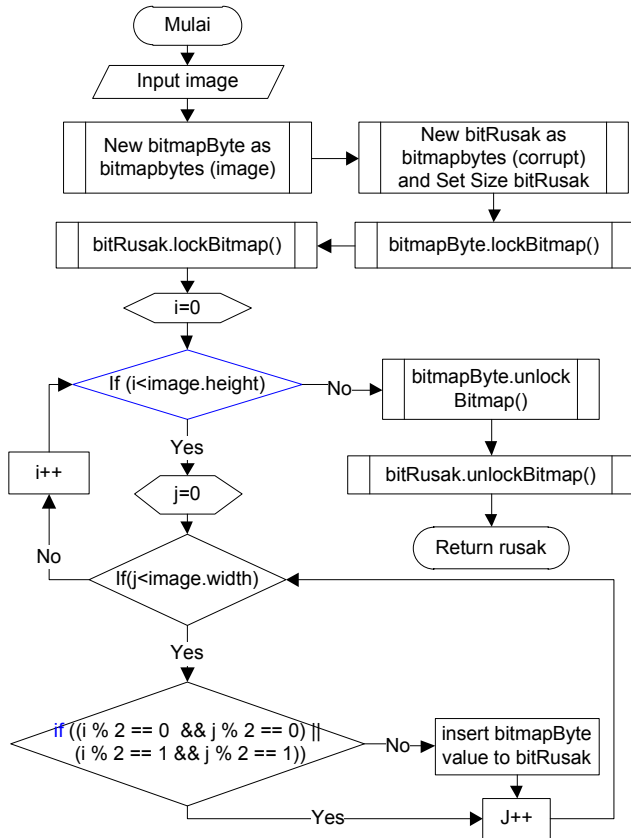 Mulai
Input image
New bitmapByte as
bitmapbytes (image)
New bitRusak as
bitmapbytes (corrupt)
and Set Size bitRusak
bitRusak.lockBitmap()
bitmapByte.lockBitmap()
i=0
If (i<image.height)
No
bitmapByte.unlock
Bitmap()
Yes
i++
bitRusak.unlockBitmap()
j=0
Return rusak
No
If(j<image.width)
Yes
if ((i % 2 == 0 && j % 2 == 0) ||
(i % 2 == 1 && j % 2 == 1))
No
insert bitmapByte
value to bitRusak
Yes
J++